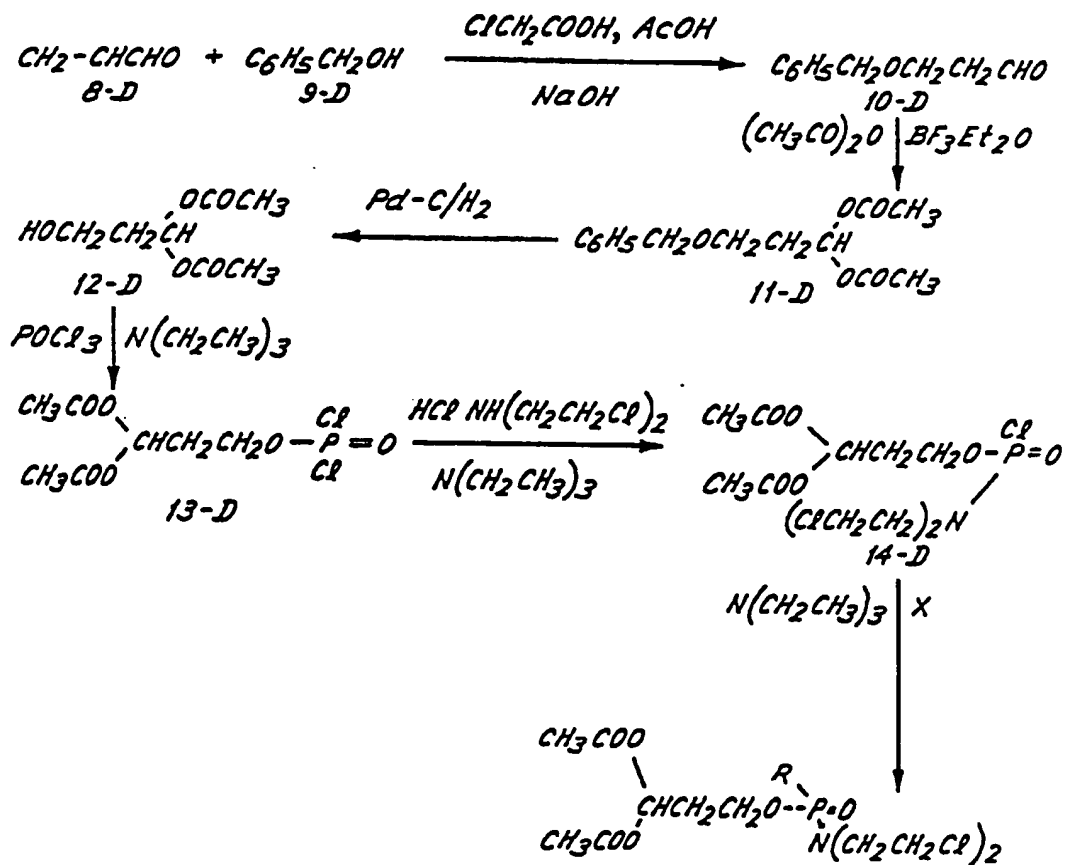 ClCH2COOH, AcOH
CH2-CHCHO + C6H5CH2OH
C6H5CH2OCH2CH2CHO
8-D
9-D
NaOH
10-D
(CH3CO)2O BF3Et2O
OCOCH3
Pd-C/H2
OCOCH3
HOCH2CH2CH
C6H5CH2OCH2CH2CH
OCOCH3
OCOCH3
12-D
11-D
POCl3 N(CH2CH3)3
CH3COO
Cl
HCl NH(CH2CH2Cl)2
CH3COO
Cl
CHCH2CH2O-P=O
CHCH2CH2O-P=O
CH3COO
Cl
N(CH2CH3)3
CH3COO
13-D
(ClCH2CH2)2N
14-D
N(CH2CH3)3 X
CH3COO
R
CHCH2CH2O--P=O
CH3COO
N(CH2CH2Cl)2